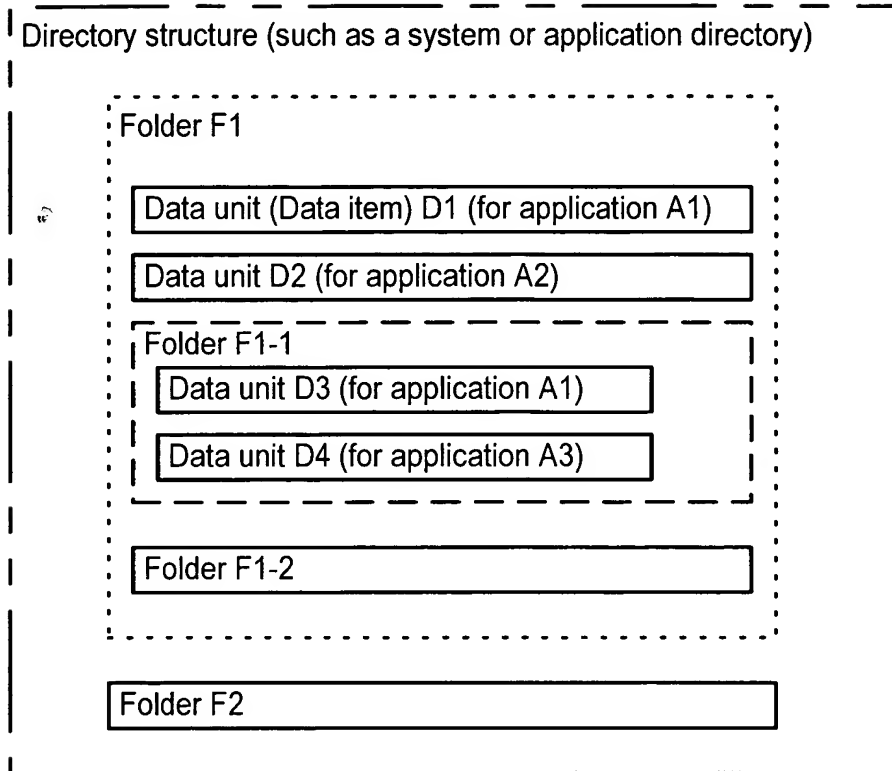 Directory structure (such as a system or application directory)
Folder F1
Data unit (Data item) D1 (for application A1)
Data unit D2 (for application A2)
Folder F1-1
Data unit D3 (for application A1)
Data unit D4 (for application A3)
Folder F1-2
Folder F2